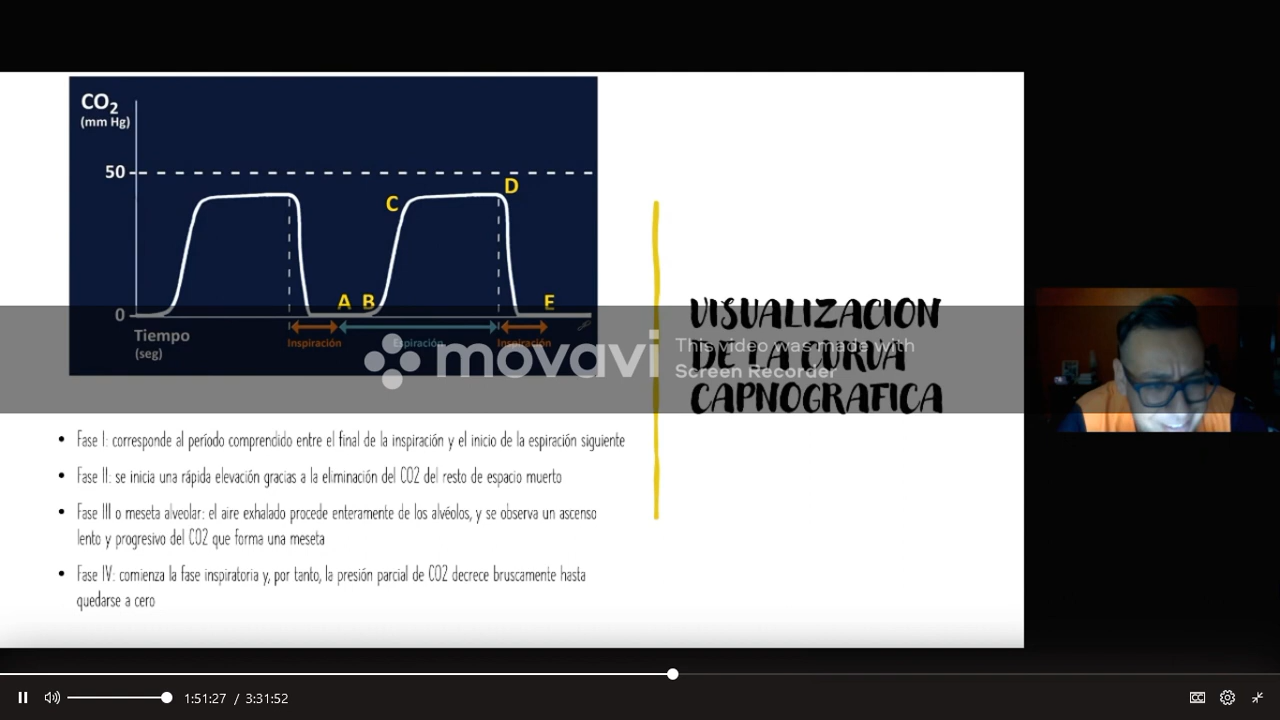 CO2
(mm Hg)
50
D
C
A B E
0
Tiempo
(seg)
Inspiración Espiración Inspiración
VISUALIZACION
DE LA CURVA
CAPNOGRAFICA
movavi
This video was made with
Screen Recorder
• Fase I: corresponde al período comprendido entre el final de la inspiración y el inicio de la espiración siguiente
• Fase II: se inicia una rápida elevación gracias a la eliminación del CO2 del resto de espacio muerto
• Fase III o meseta alveolar: el aire exhalado procede enteramente de los alvéolos, y se observa un ascenso
lento y progresivo del CO2 que forma una meseta
• Fase IV: comienza la fase inspiratoria y, por tanto, la presión parcial de CO2 decrece bruscamente hasta
quedarse a cero
1:51:27 / 3:31:52
CC